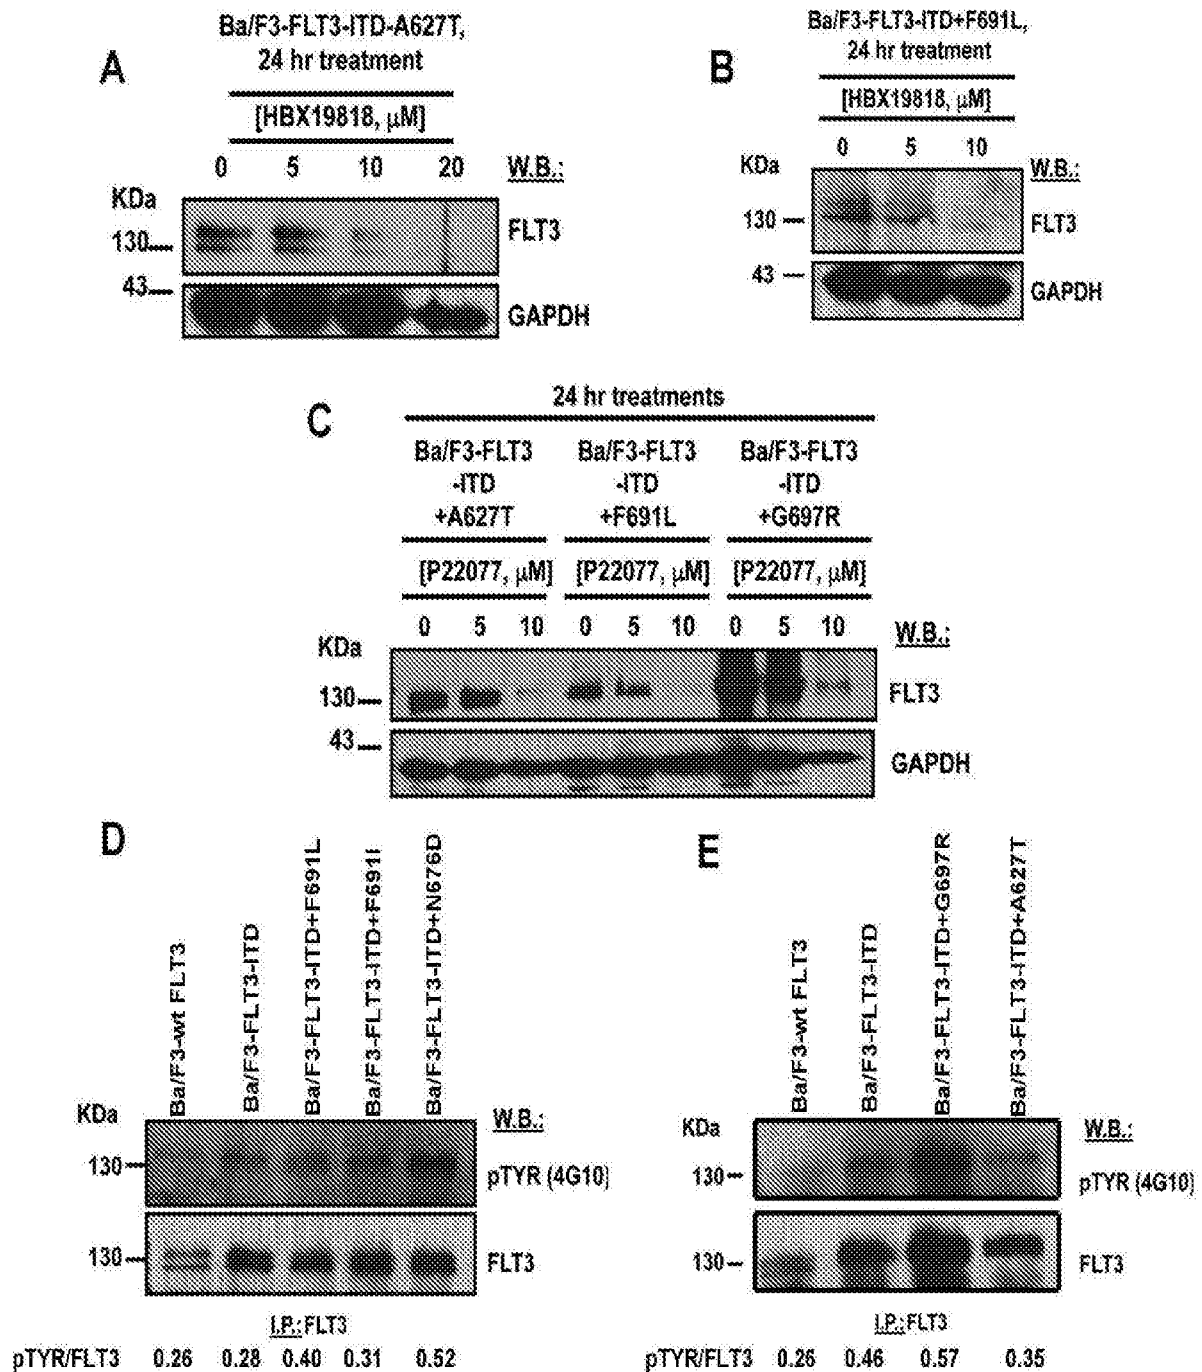 A
Ba/F3-FLT3-ITD-A627T,
24 hr treatment
[HBX19818, μM]
0 5 10 20 W.B.:
KDa
130
FLT3
43
GAPDH
B
Ba/F3-FLT3-ITD+F691L,
24 hr treatment
[HBX19818, μM]
0 5 10
KDa W.B.:
130 FLT3
43
GAPDH
C
24 hr treatments
Ba/F3-FLT3 Ba/F3-FLT3 Ba/F3-FLT3
-ITD -ITD -ITD
+A627T +F691L +G697R
[P22077, μM] [P22077, μM] [P22077, μM]
0 5 10 0 5 10 0 5 10 W.B.:
KDa
130 FLT3
43
GAPDH
D
Ba/F3-wt FLT3
Ba/F3-FLT3-ITD
Ba/F3-FLT3-ITD+F691L
Ba/F3-FLT3-ITD+F691I
Ba/F3-FLT3-ITD+N676D
KDa W.B.:
130 pTYR (4G10)
130 FLT3
I.P.:FLT3
pTYR/FLT3 0.26 0.28 0.40 0.31 0.52
E
Ba/F3-wt FLT3
Ba/F3-FLT3-ITD
Ba/F3-FLT3-ITD+G697R
Ba/F3-FLT3-ITD+A627T
KDa W.B.:
130 pTYR (4G10)
130 FLT3
I.P.:FLT3
pTYR/FLT3 0.26 0.46 0.57 0.35